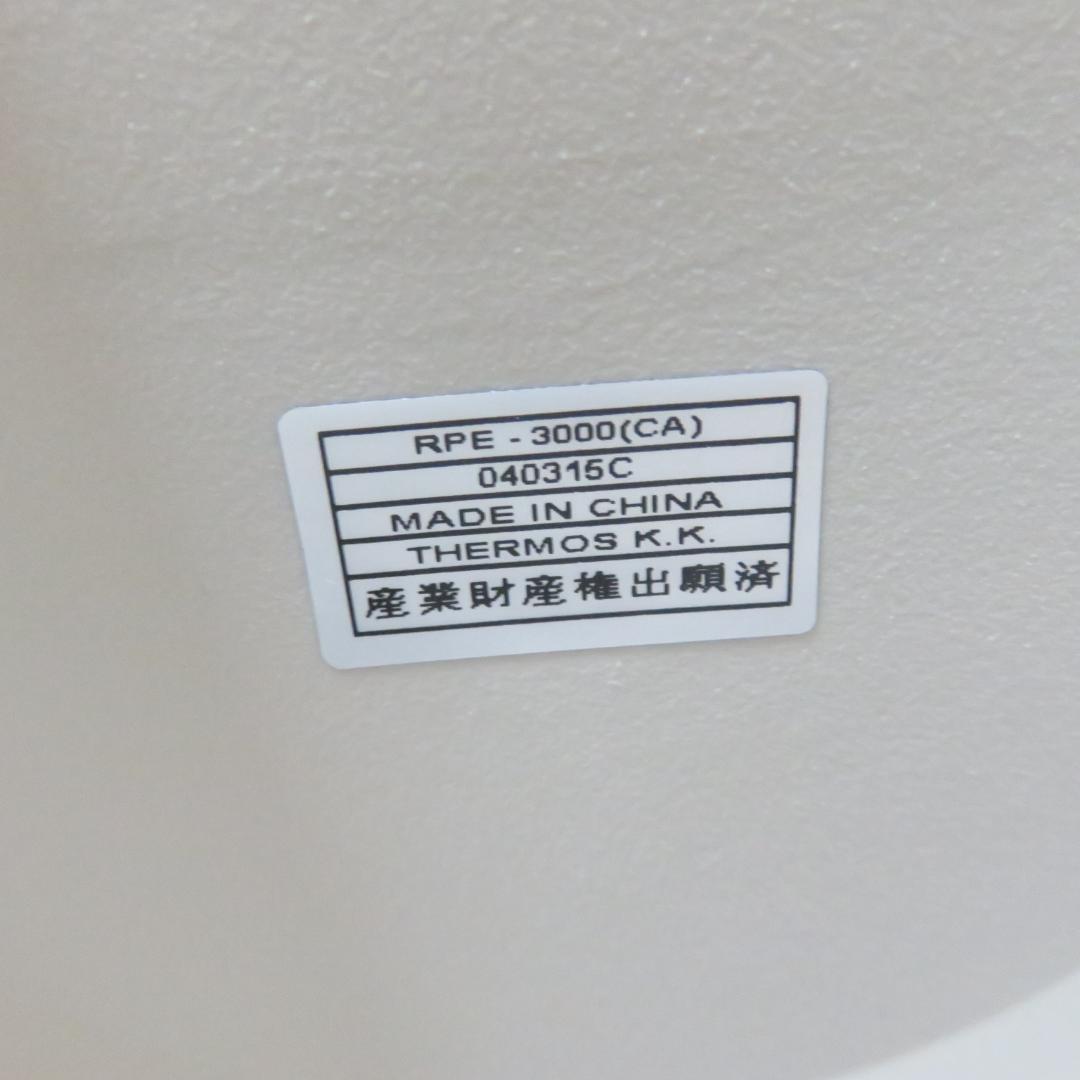 RPE - 3000(CA)
040315C
MADE IN CHINA
THERMOS K.K.
産業財産権出願済